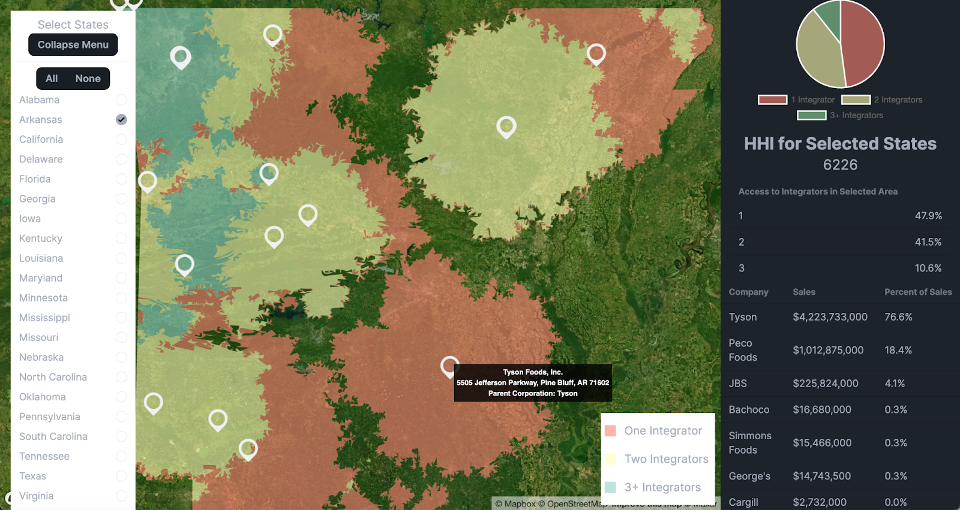 Select States
Collapse Menu
All None
Alabama
Arkansas
California
Delaware
Florida
Georgia
Iowa
Kentucky
Louisiana
Maryland
Minnesota
Mississippi
Missouri
Nebraska
North Carolina
Oklahoma
Pennsylvania
South Carolina
Tennessee
Texas
Virginia
Tyson Foods, Inc.
5505 Jefferson Parkway, Pine Bluff, AR 71602
Parent Corporation: Tyson
One Integrator
Two Integrators
3+ Integrators
© Mapbox © OpenStreetMap Improve this map © Maxar
1 Integrator 2 Integrators
3+ Integrators
HHI for Selected States
6226
Access to Integrators in Selected Area
1 47.9%
2 41.5%
3 10.6%
Company Sales Percent of Sales
Tyson $4,223,733,000 76.6%
Peco Foods $1,012,875,000 18.4%
JBS $225,824,000 4.1%
Bachoco $16,680,000 0.3%
Simmons Foods $15,466,000 0.3%
George's $14,743,500 0.3%
Cargill $2,732,000 0.0%